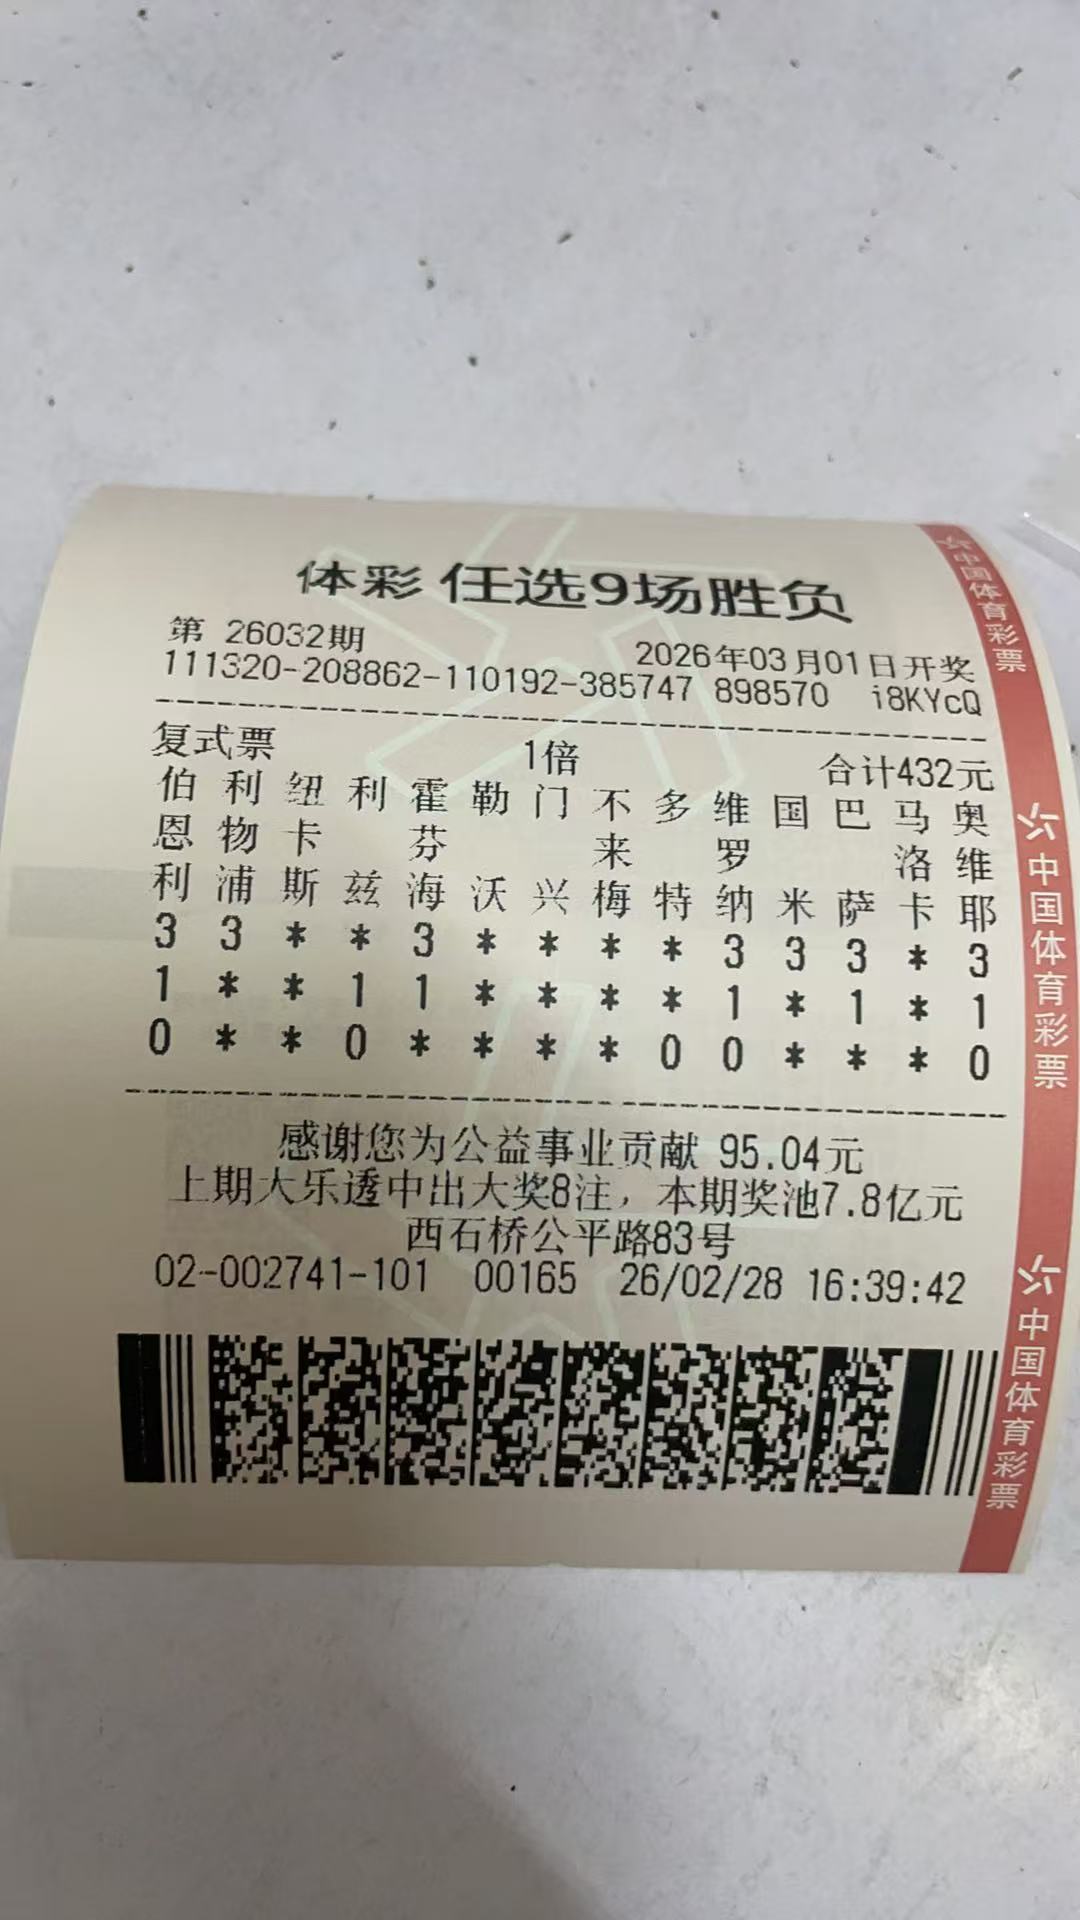 体彩 任选9场胜负
第 26032期 2026年03月01日开奖
111320-208862-110192-385747 898570 i8KYcQ
复式票 1倍 合计432元
伯 利 纽 利 霍 勒 门 不 多 维 国 巴 马 奥
恩 物 卡 芬 来 罗 洛 维
利 浦 斯 兹 海 沃 兴 梅 特 纳 米 萨 卡 耶
3 3 * * 3 * * * * 3 3 3 * 3
1 * * 1 1 * * * * 1 * 1 * 1
0 * * 0 * * * * 0 0 * * * 0
感谢您为公益事业贡献 95.04元
上期大乐透中出大奖8注，本期奖池7.8亿元
西石桥公平路83号
02-002741-101 00165 26/02/28 16:39:42
中国体育彩票
中国体育彩票
中国体育彩票